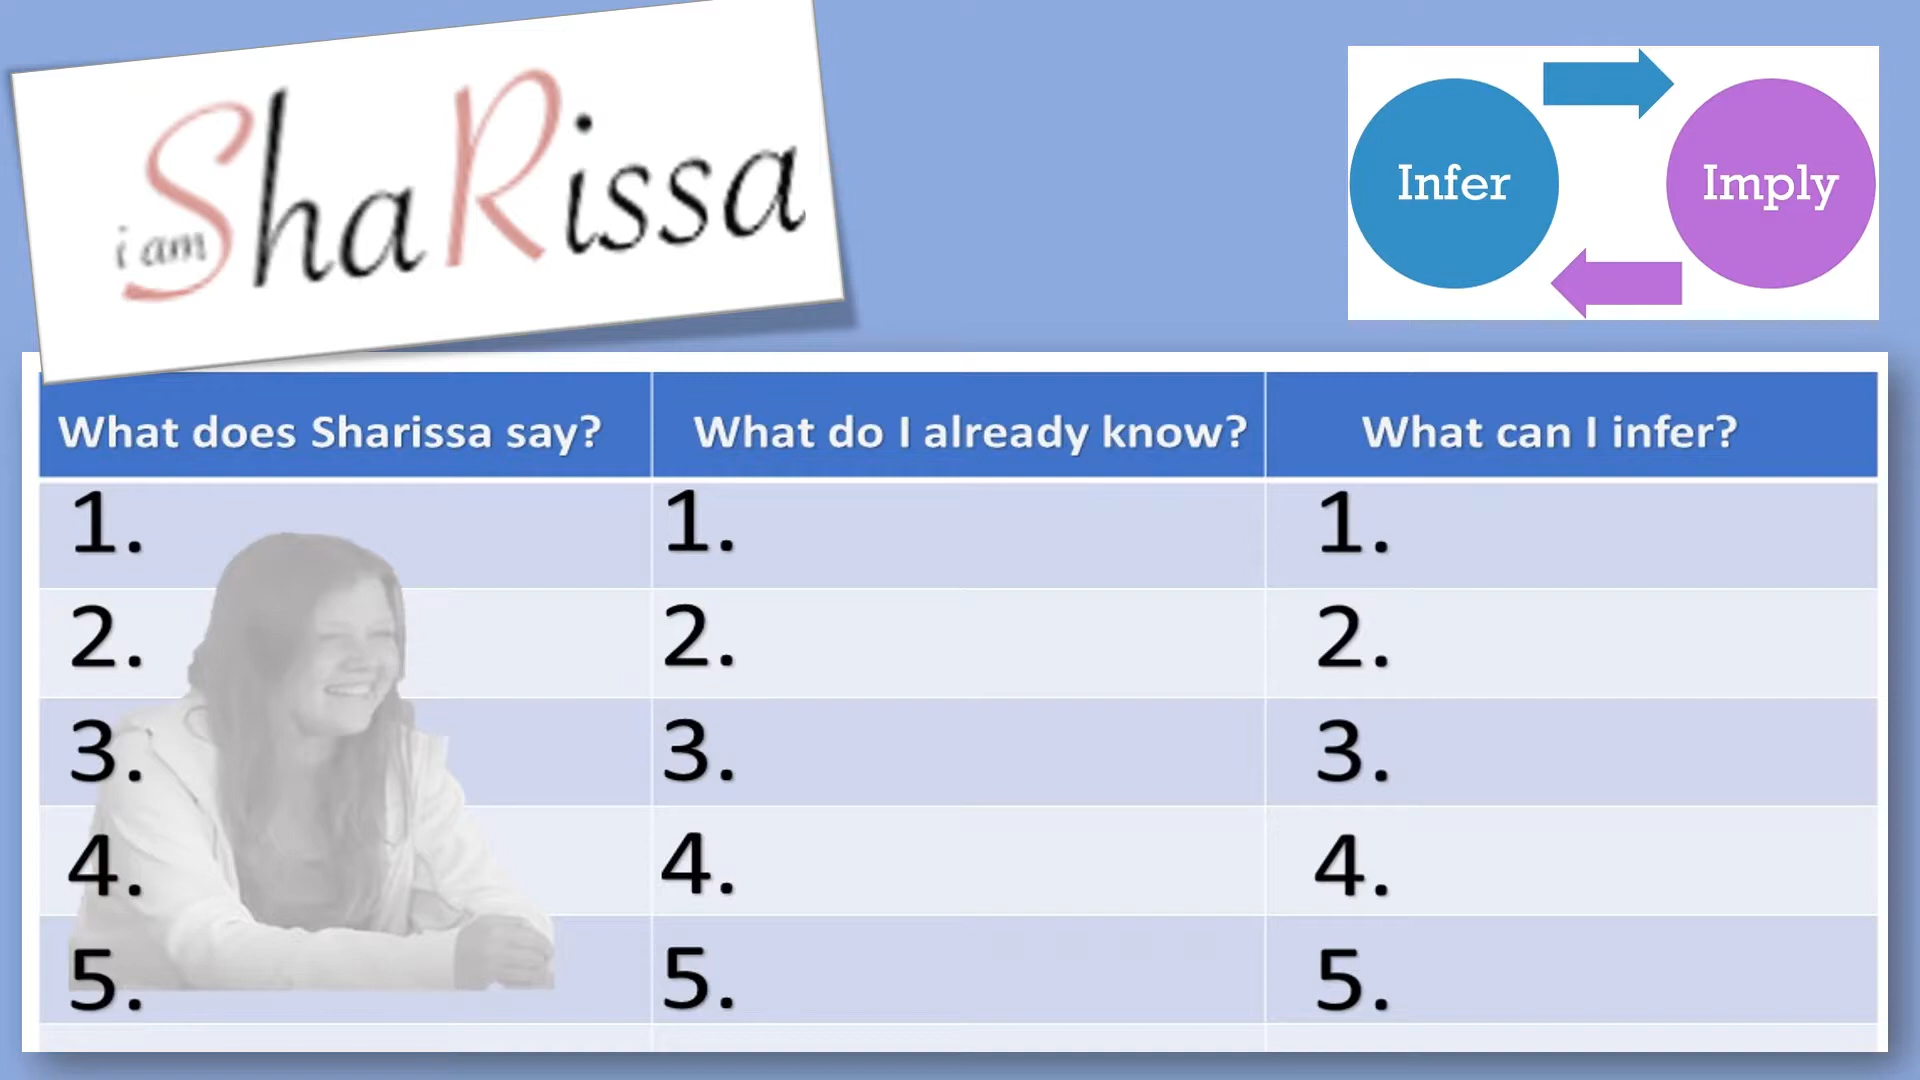 i am ShaRissa
Infer
Imply
What does Sharissa say?
What do I already know?
What can I infer?
1.
1.
1.
2.
2.
2.
3.
3.
3.
4.
4.
4.
5.
5.
5.